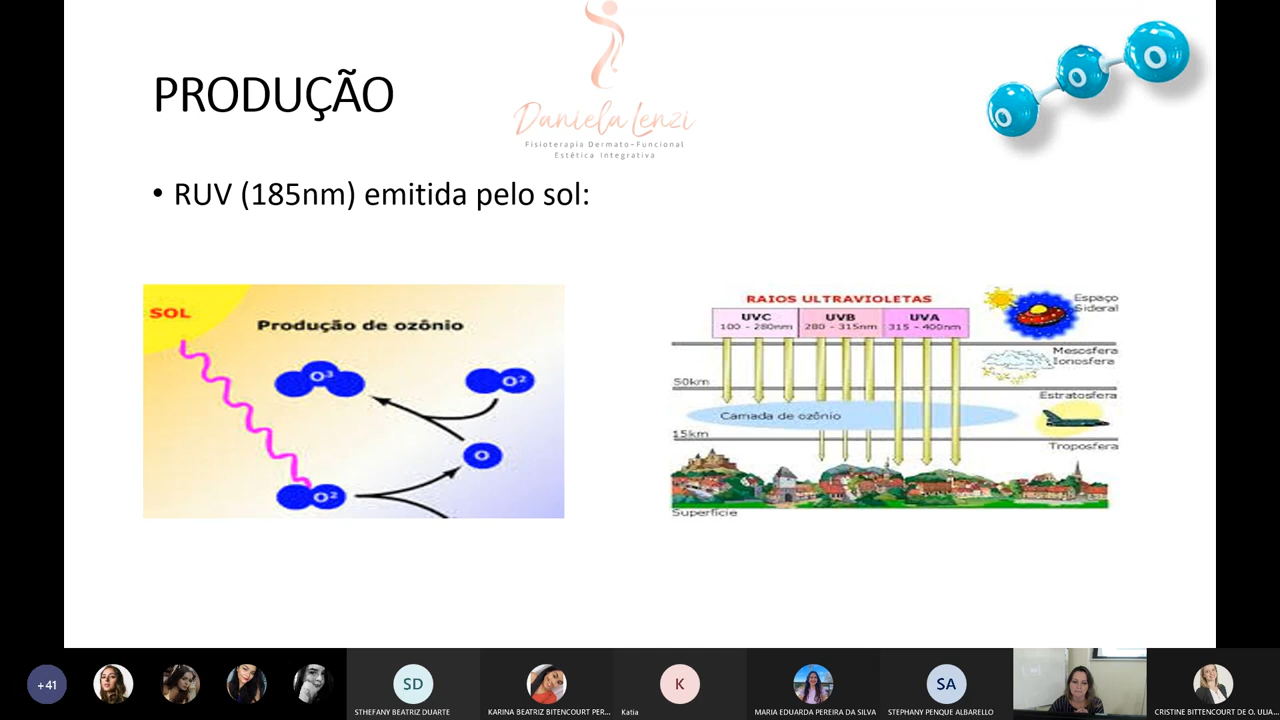 PRODUÇÃO
Daniela Lenzi
Fisioterapia Dermato-Funcional
Estética Integrativa
O
O
O
• RUV (185nm) emitida pelo sol:
SOL
Produção de ozônio
O³
O²
O
O²
RAIOS ULTRAVIOLETAS
UVC
100 - 280nm
UVB
280 - 315nm
UVA
315 - 400nm
Espaço
Sideral
Mesosfera
Ionosfera
50km
Estratosfera
Camada de ozônio
15km
Troposfera
Superfície
+41
SD
STHEFANY BEATRIZ DUARTE
KARINA BEATRIZ BITENCOURT PER...
K
Katia
MARIA EDUARDA PEREIRA DA SILVA
SA
STEPHANY PENQUE ALBARELLO
CRISTINE BITTENCOURT DE O. ULIA...